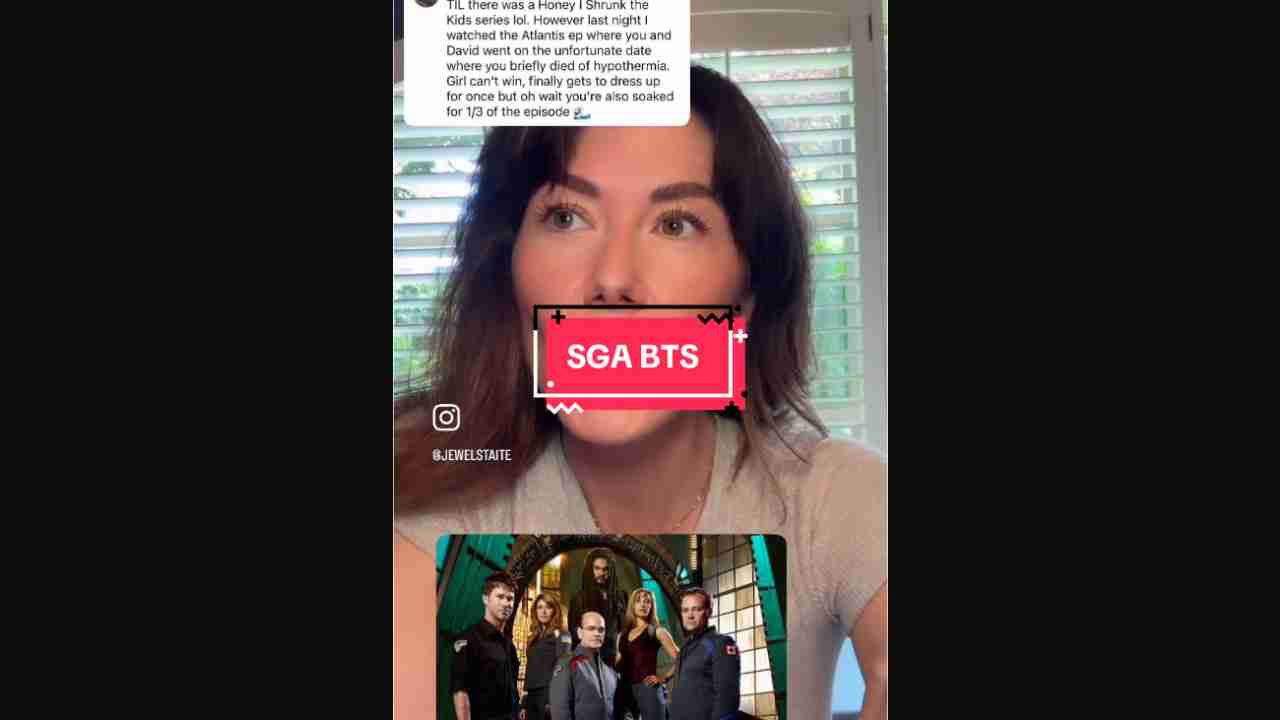 TIL there was a Honey I Shrunk the
Kids series lol. However last night I
watched the Atlantis ep where you and
David went on the unfortunate date
where you briefly died of hypothermia.
Girl can't win, finally gets to dress up
for once but oh wait you're also soaked
for 1/3 of the episode
SGA BTS
@JEWELSTAITE